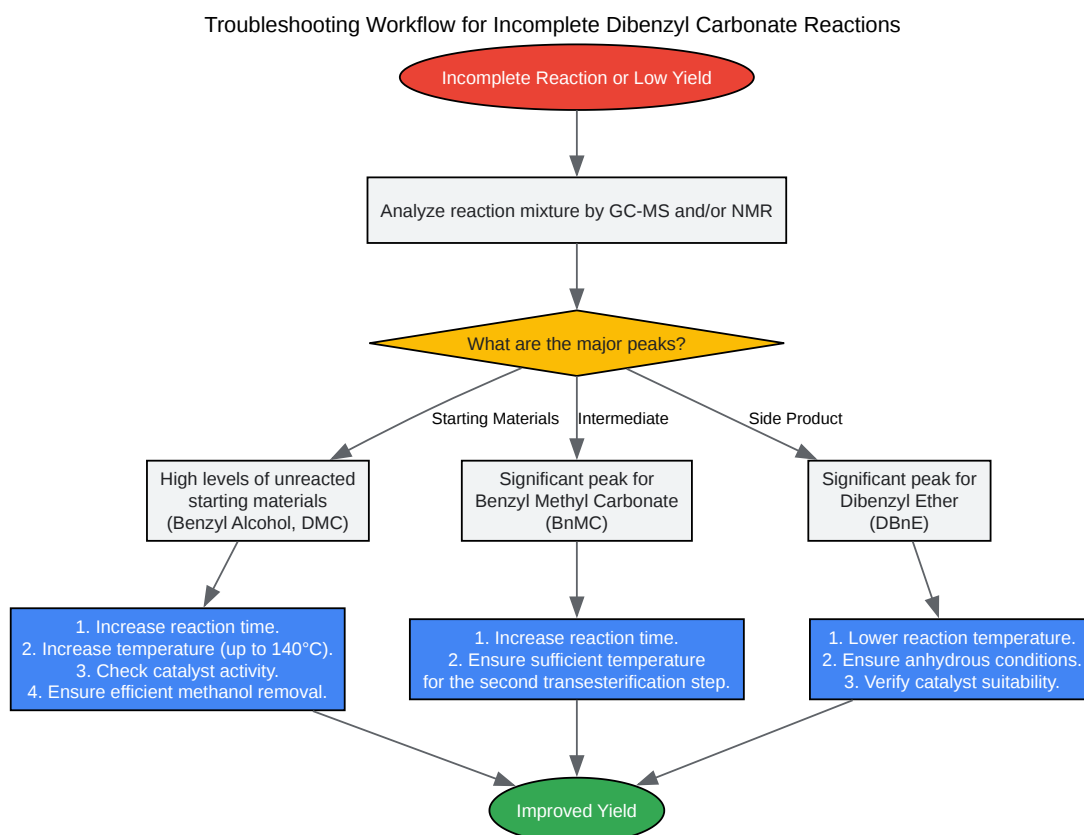 Troubleshooting Workflow for Incomplete Dibenzyl Carbonate Reactions
Incomplete Reaction or Low Yield
Analyze reaction mixture by GC-MS and/or NMR
What are the major peaks?
Starting Materials
Intermediate
Side Product
High levels of unreacted
starting materials
(Benzyl Alcohol, DMC)
Significant peak for
Benzyl Methyl Carbonate
(BnMC)
Significant peak for
Dibenzyl Ether
(DBnE)
1. Increase reaction time.
2. Increase temperature (up to 140°C).
3. Check catalyst activity.
4. Ensure efficient methanol removal.
1. Increase reaction time.
2. Ensure sufficient temperature
for the second transesterification step.
1. Lower reaction temperature.
2. Ensure anhydrous conditions.
3. Verify catalyst suitability.
Improved Yield